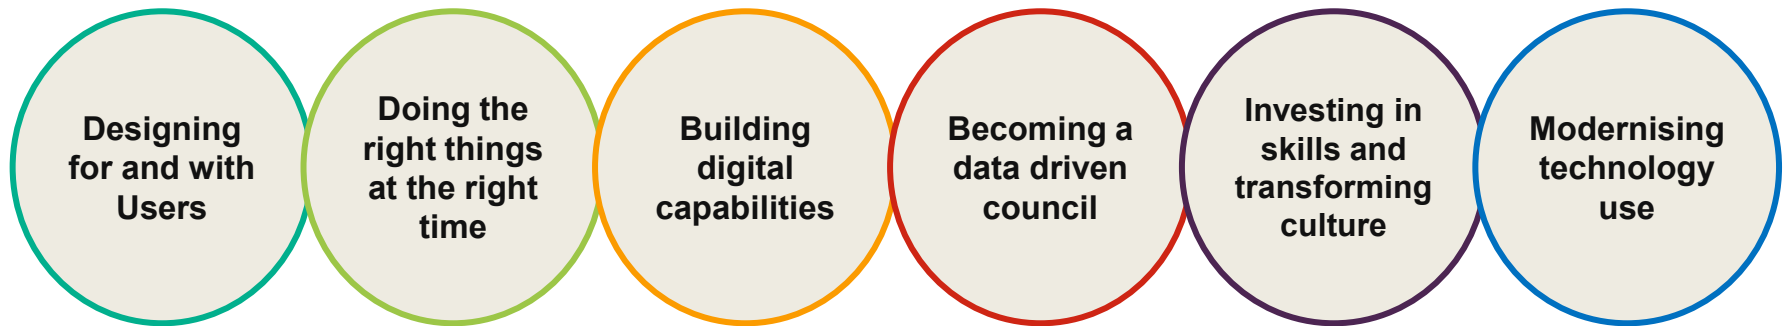 Designing
for and with
Users
Doing the
right things
at the right
time
Building
digital
capabilities
Becoming a
data driven
council
Investing in
skills and
transforming
culture
Modernising
technology
use